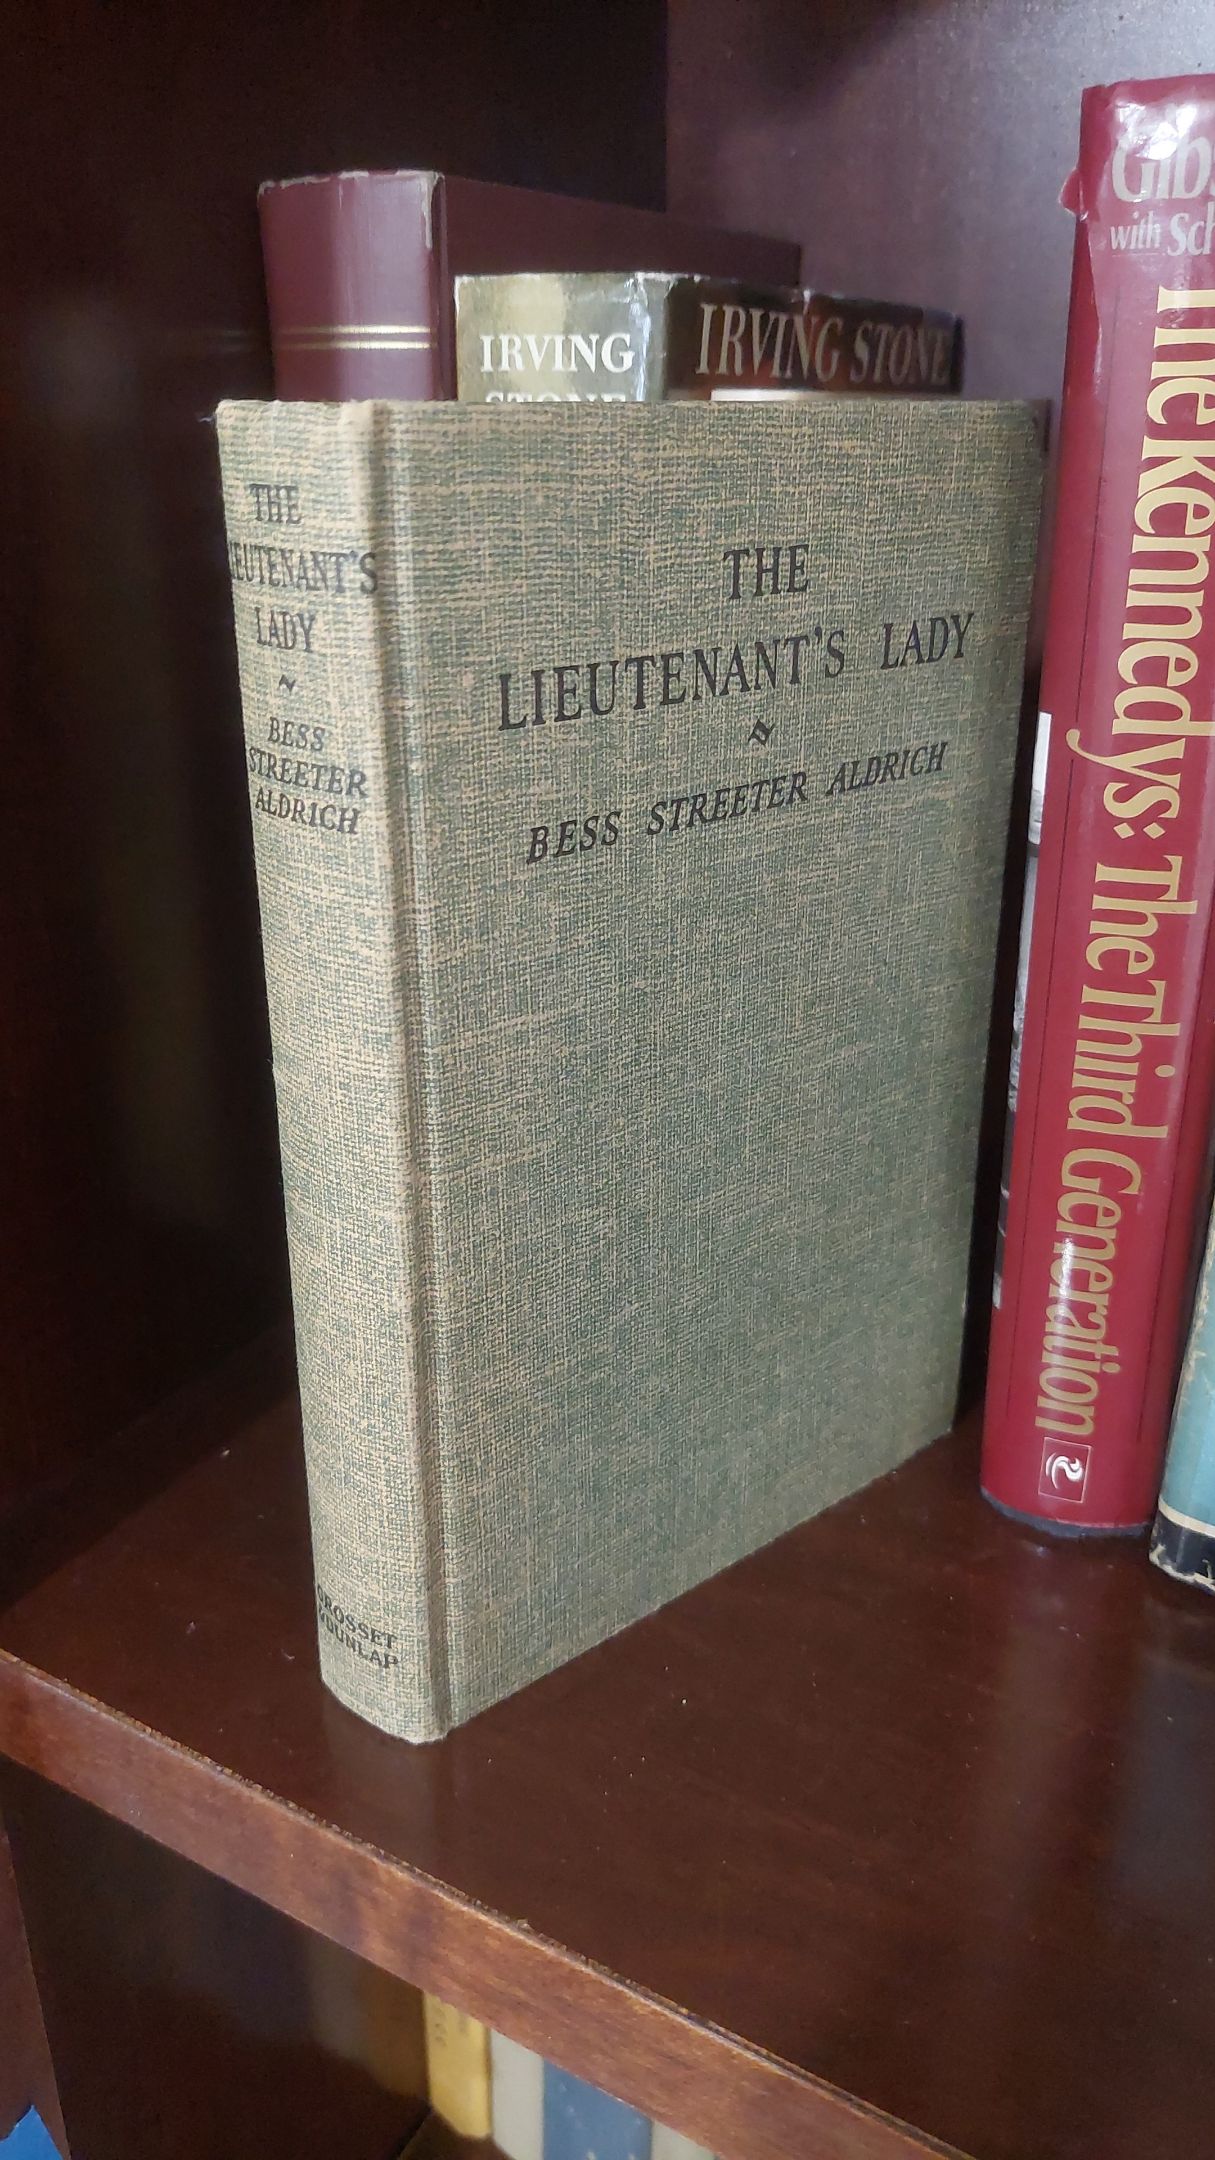 THE
LIEUTENANT'S
LADY
~
BESS
STREETER
ALDRICH
GROSSET
& DUNLAP
THE
LIEUTENANT'S LADY
BESS STREETER ALDRICH
IRVING
STONE
IRVING STONE
with
The Kennedys: The Third Generation